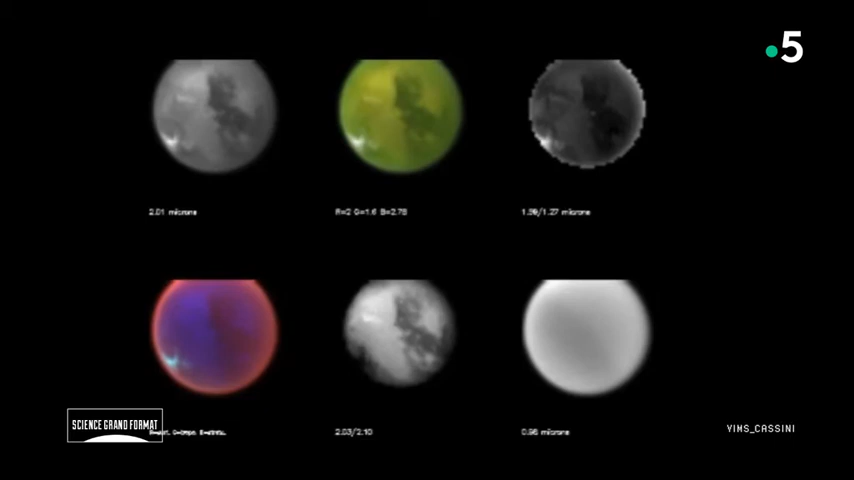 5
2.01 microns
R=2 G=1.6 B=2.78
1.59/1.27 microns
2.03/2.10
0.98 microns
SCIENCE GRAND FORMAT
VIMS_CASSINI